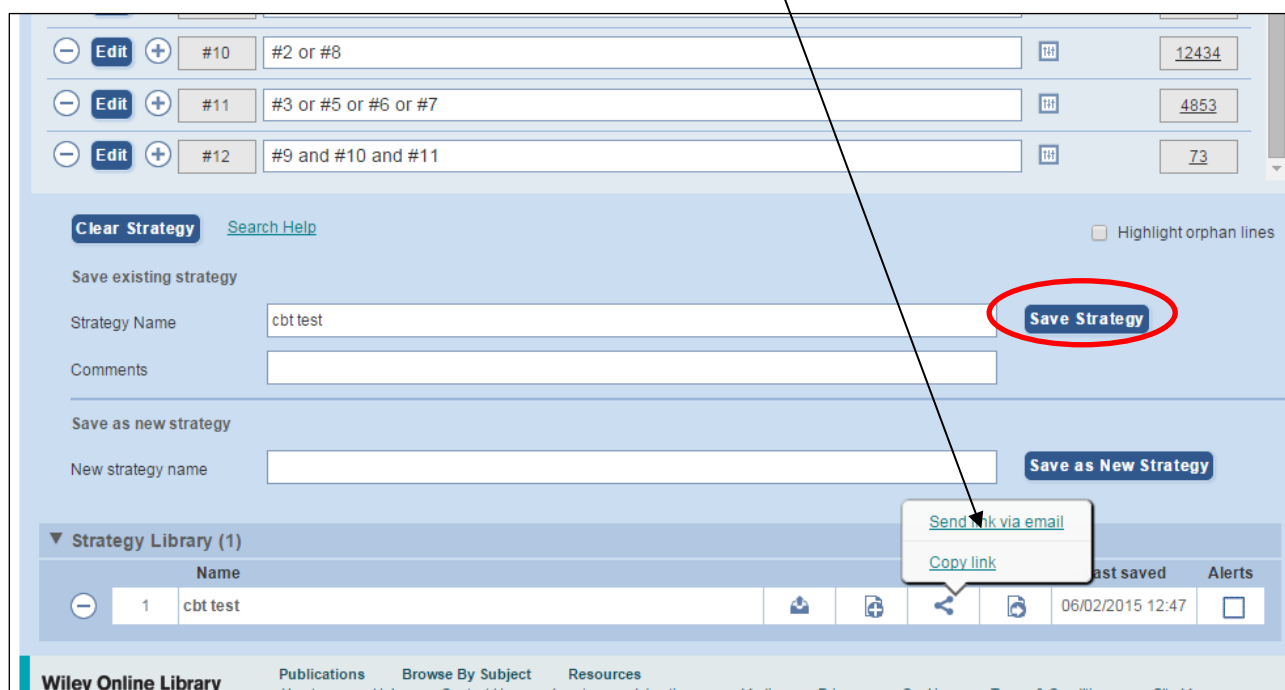 Edit #10 #2 or #8 12434
Edit #11 #3 or #5 or #6 or #7 4853
Edit #12 #9 and #10 and #11 73
Clear Strategy Search Help Highlight orphan lines
Save existing strategy
Strategy Name cbt test Save Strategy
Comments
Save as new strategy
New strategy name Save as New Strategy
Send link via email
Strategy Library (1)
Copy link
Name ast saved Alerts
1 cbt test 06/02/2015 12:47
Publications Browse By Subject Resources
Wiley Online Library